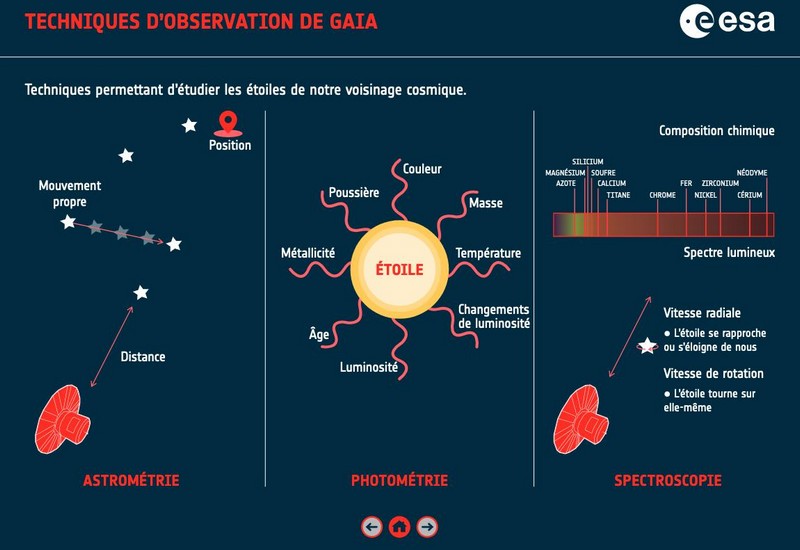 TECHNIQUES D'OBSERVATION DE GAIA
esa
Techniques permettant d'étudier les étoiles de notre voisinage cosmique.
Position
Mouvement
propre
Distance
ASTROMÉTRIE
Couleur
Poussière
Masse
Métallicité
Température
ÉTOILE
Changements
de luminosité
Âge
Luminosité
PHOTOMÉTRIE
Composition chimique
SILICIUM
MAGNÉSIUM
SOUFRE
NÉODYME
AZOTE
CALCIUM
FER
ZIRCONIUM
TITANE
CHROME
NICKEL
CÉRIUM
Spectre lumineux
Vitesse radiale
● L'étoile se rapproche
ou s'éloigne de nous
Vitesse de rotation
● L'étoile tourne sur
elle-même
SPECTROSCOPIE